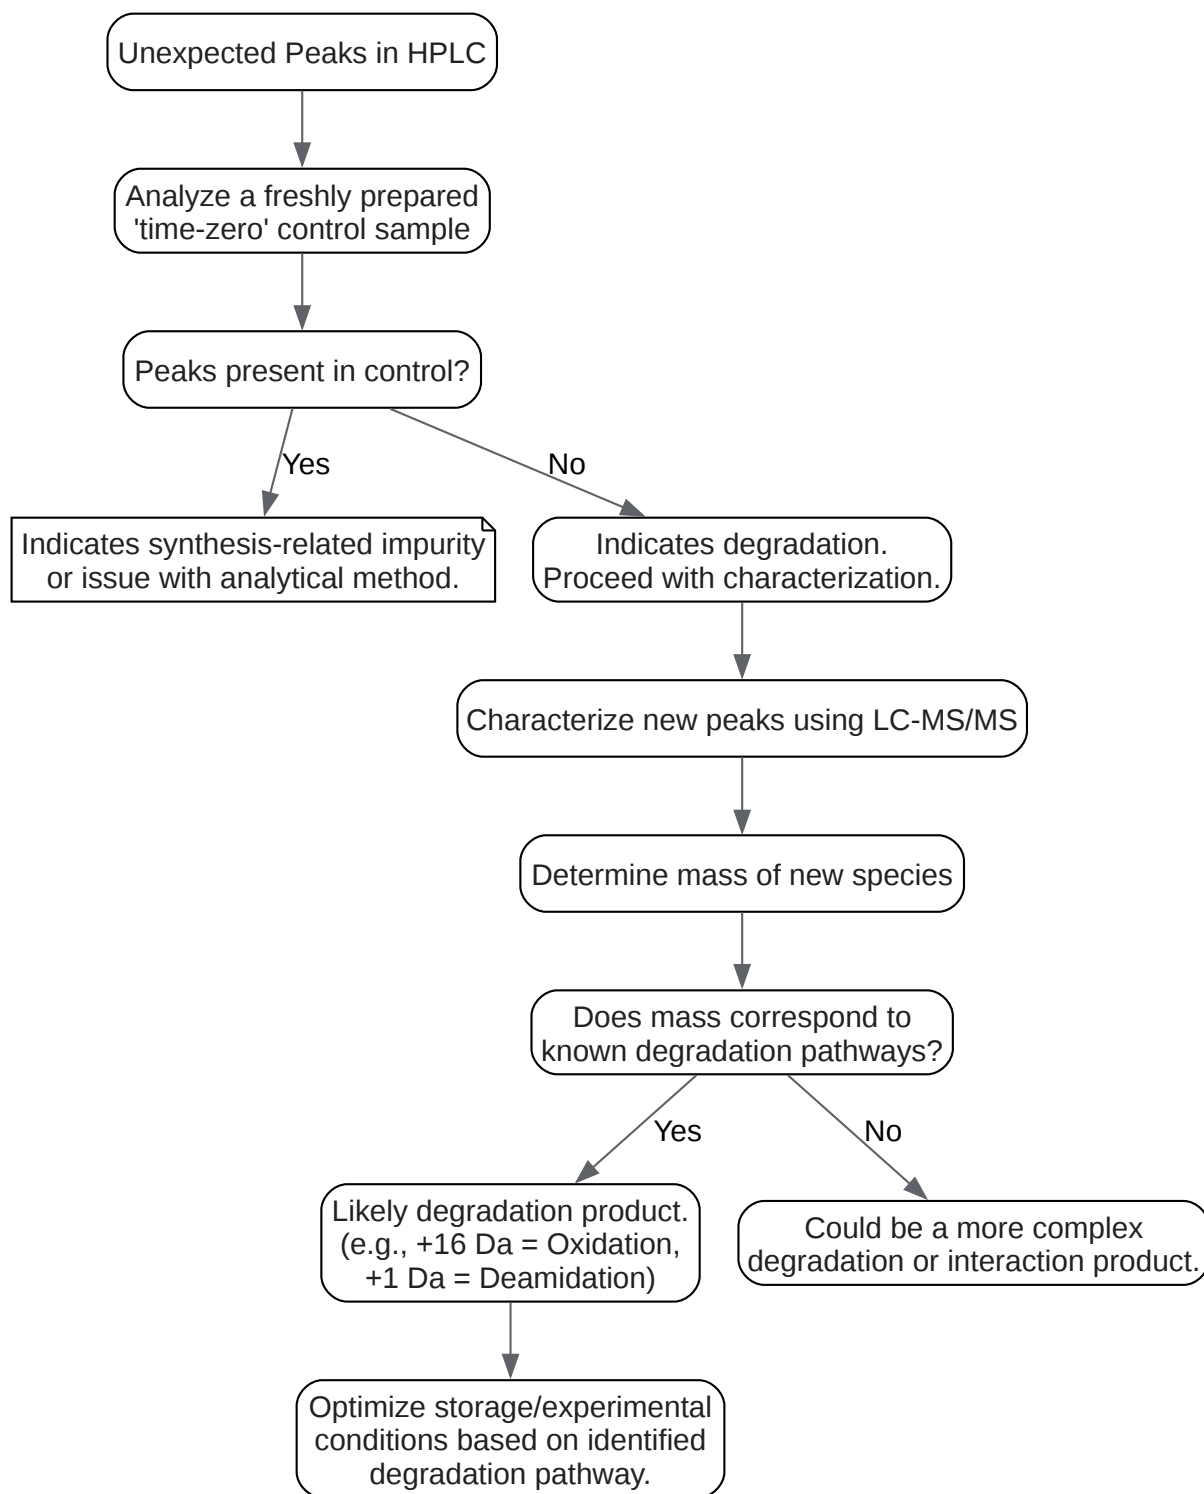 Unexpected Peaks in HPLC
Analyze a freshly prepared
'time-zero' control sample
Peaks present in control?
Yes
No
Indicates synthesis-related impurity
or issue with analytical method.
Indicates degradation.
Proceed with characterization.
Characterize new peaks using LC-MS/MS
Determine mass of new species
Does mass correspond to
known degradation pathways?
Yes
No
Likely degradation product.
(e.g., +16 Da = Oxidation,
+1 Da = Deamidation)
Could be a more complex
degradation or interaction product.
Optimize storage/experimental
conditions based on identified
degradation pathway.